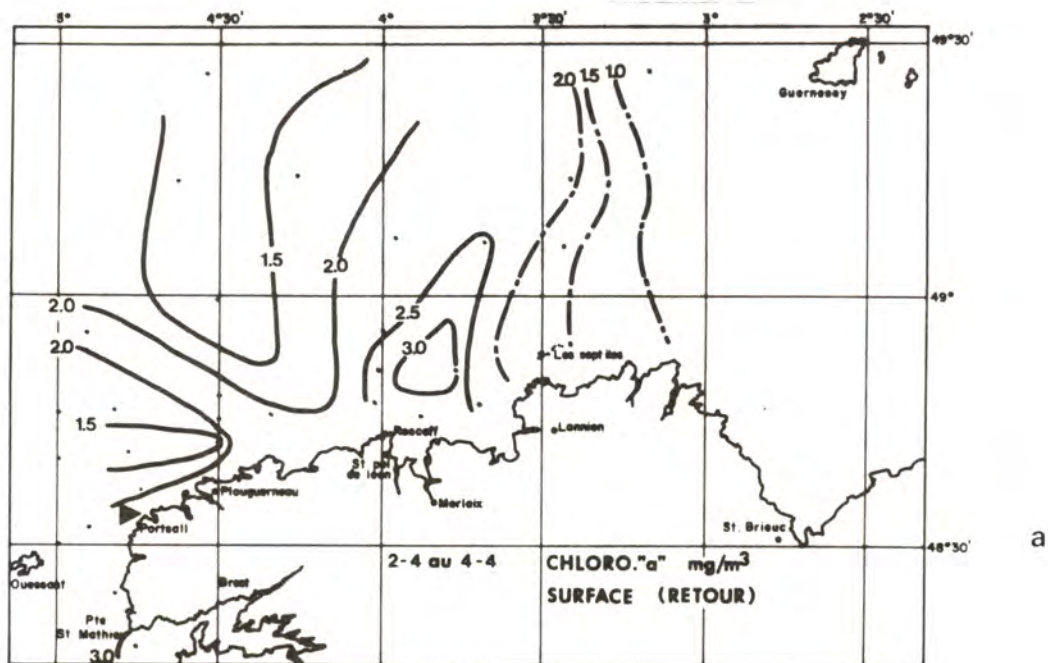 5° 4°30' 4° 3°30' 3° 2°30'
49°30'
Guernesey
2.0 1.5 1.0
1.5 2.0
2.0
2.5
49°
2.0
3.0
Les sept iles
1.5
Roscoff
Lannion
St pol de leon
Plouguerneau
Morlaix
Portsall
St. Brieuc
48°30'
2-4 au 4-4 CHLORO."a" mg/m³
Ouessant
SURFACE (RETOUR)
Brest
Pte St Mathieu
3.0
a